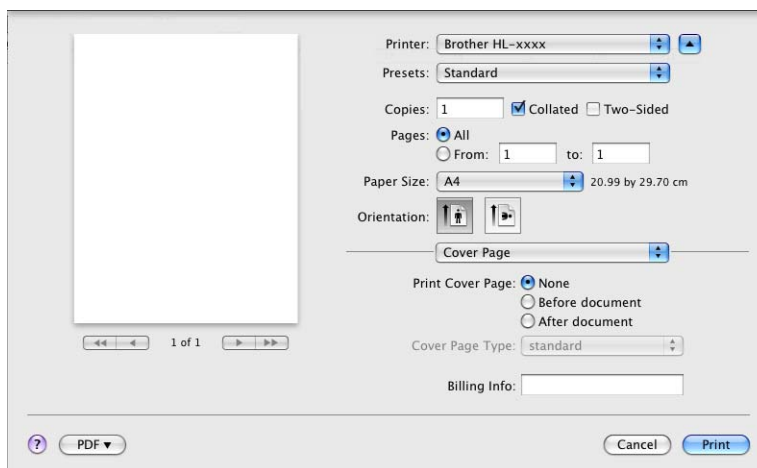 Printer: Brother HL-xxxx
Presets: Standard
Copies: 1 Collated Two-Sided
Pages: All
From: 1 to: 1
Paper Size: A4 20.99 by 29.70 cm
Orientation:
Cover Page
Print Cover Page: None
Before document
After document
1 of 1
Cover Page Type: standard
Billing Info:
? PDF Cancel Print